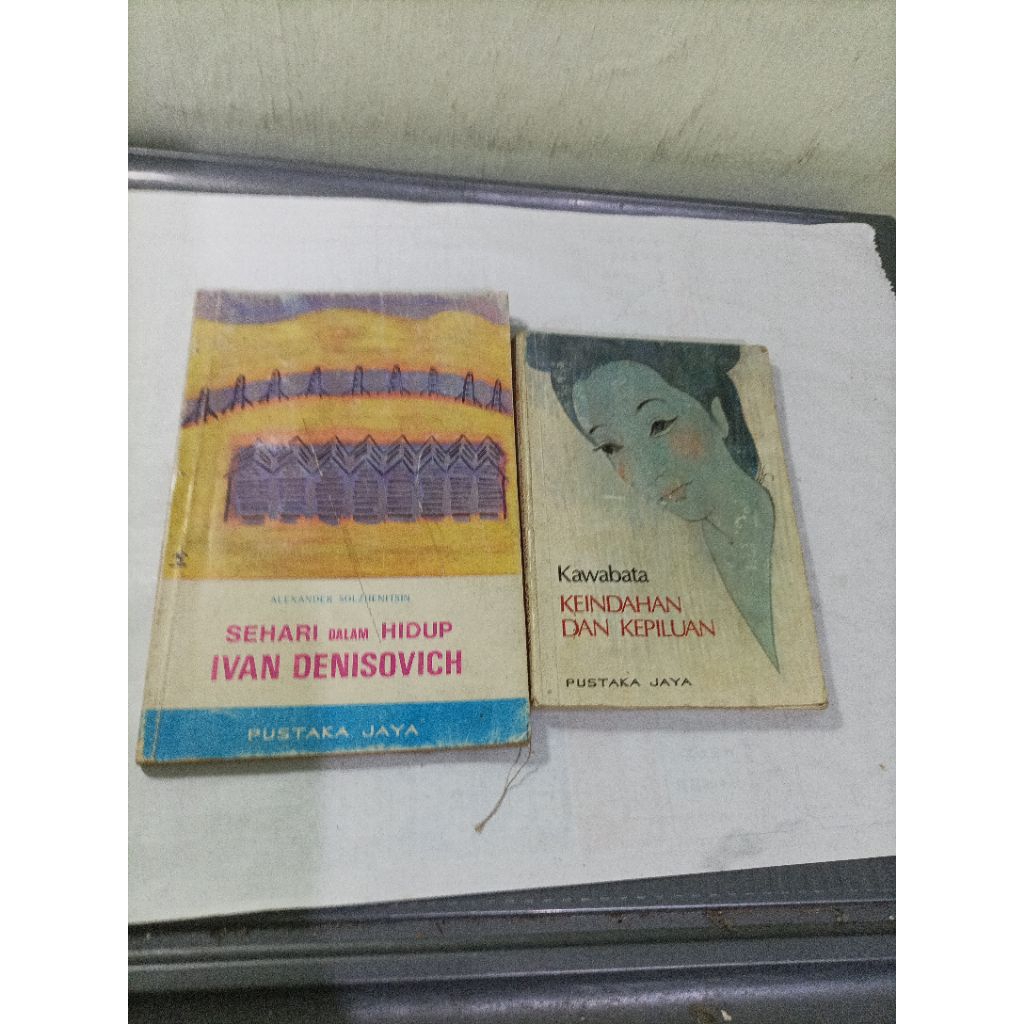 ALEXANDER SOLZHENITSIN
SEHARI DALAM HIDUP
IVAN DENISOVICH
PUSTAKA JAYA
Kawabata
KEINDAHAN
DAN KEPILUAN
PUSTAKA JAYA